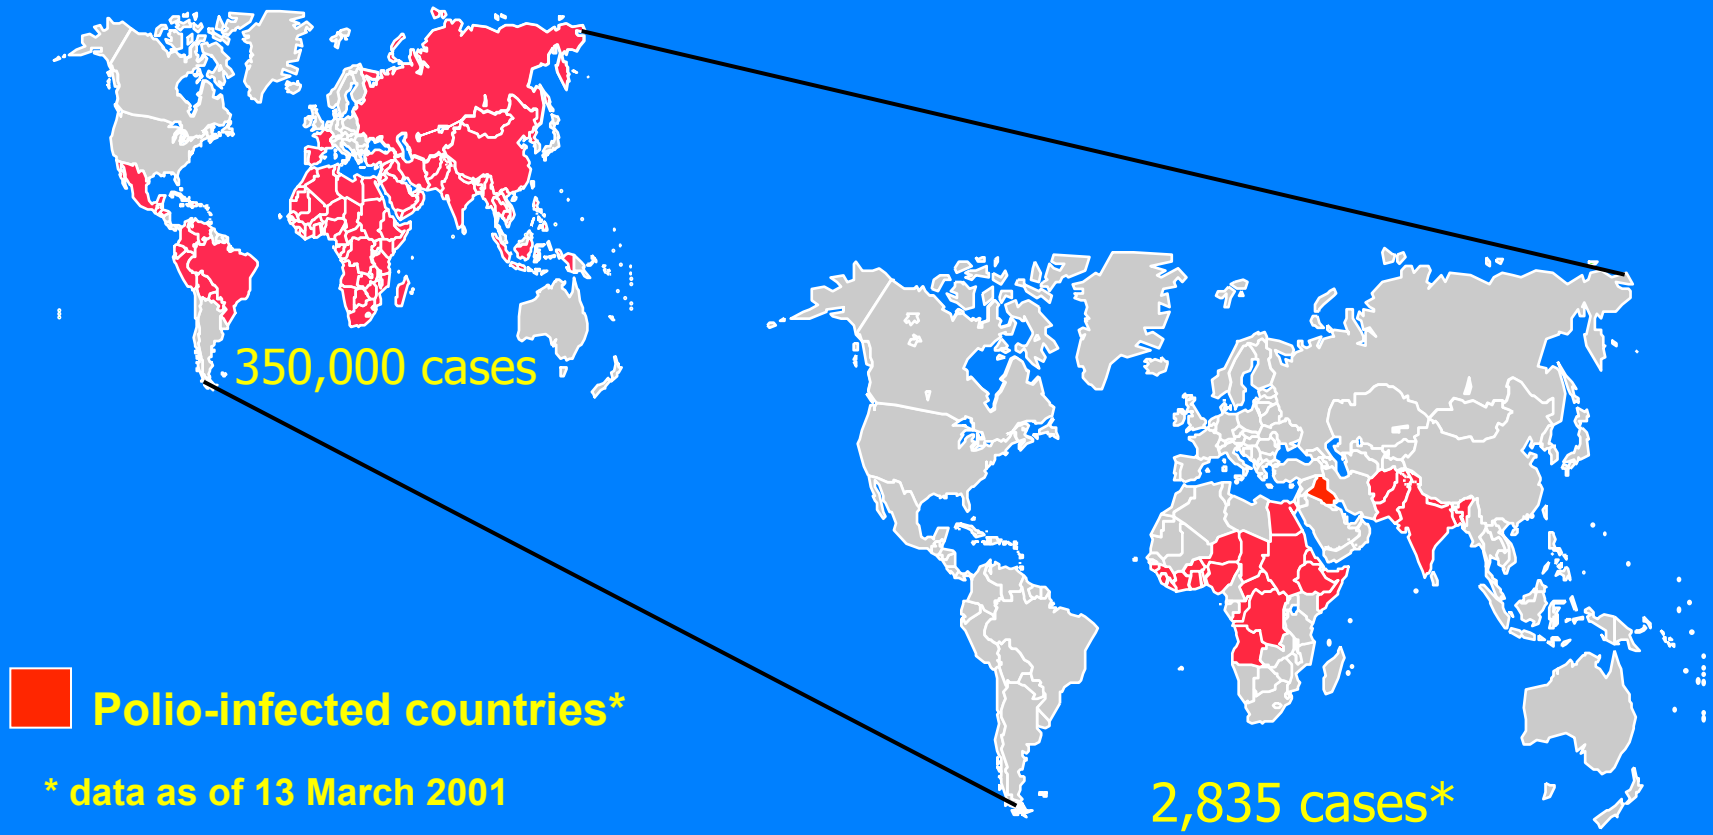 350,000 cases
Polio-infected countries*
* data as of 13 March 2001
2,835 cases*